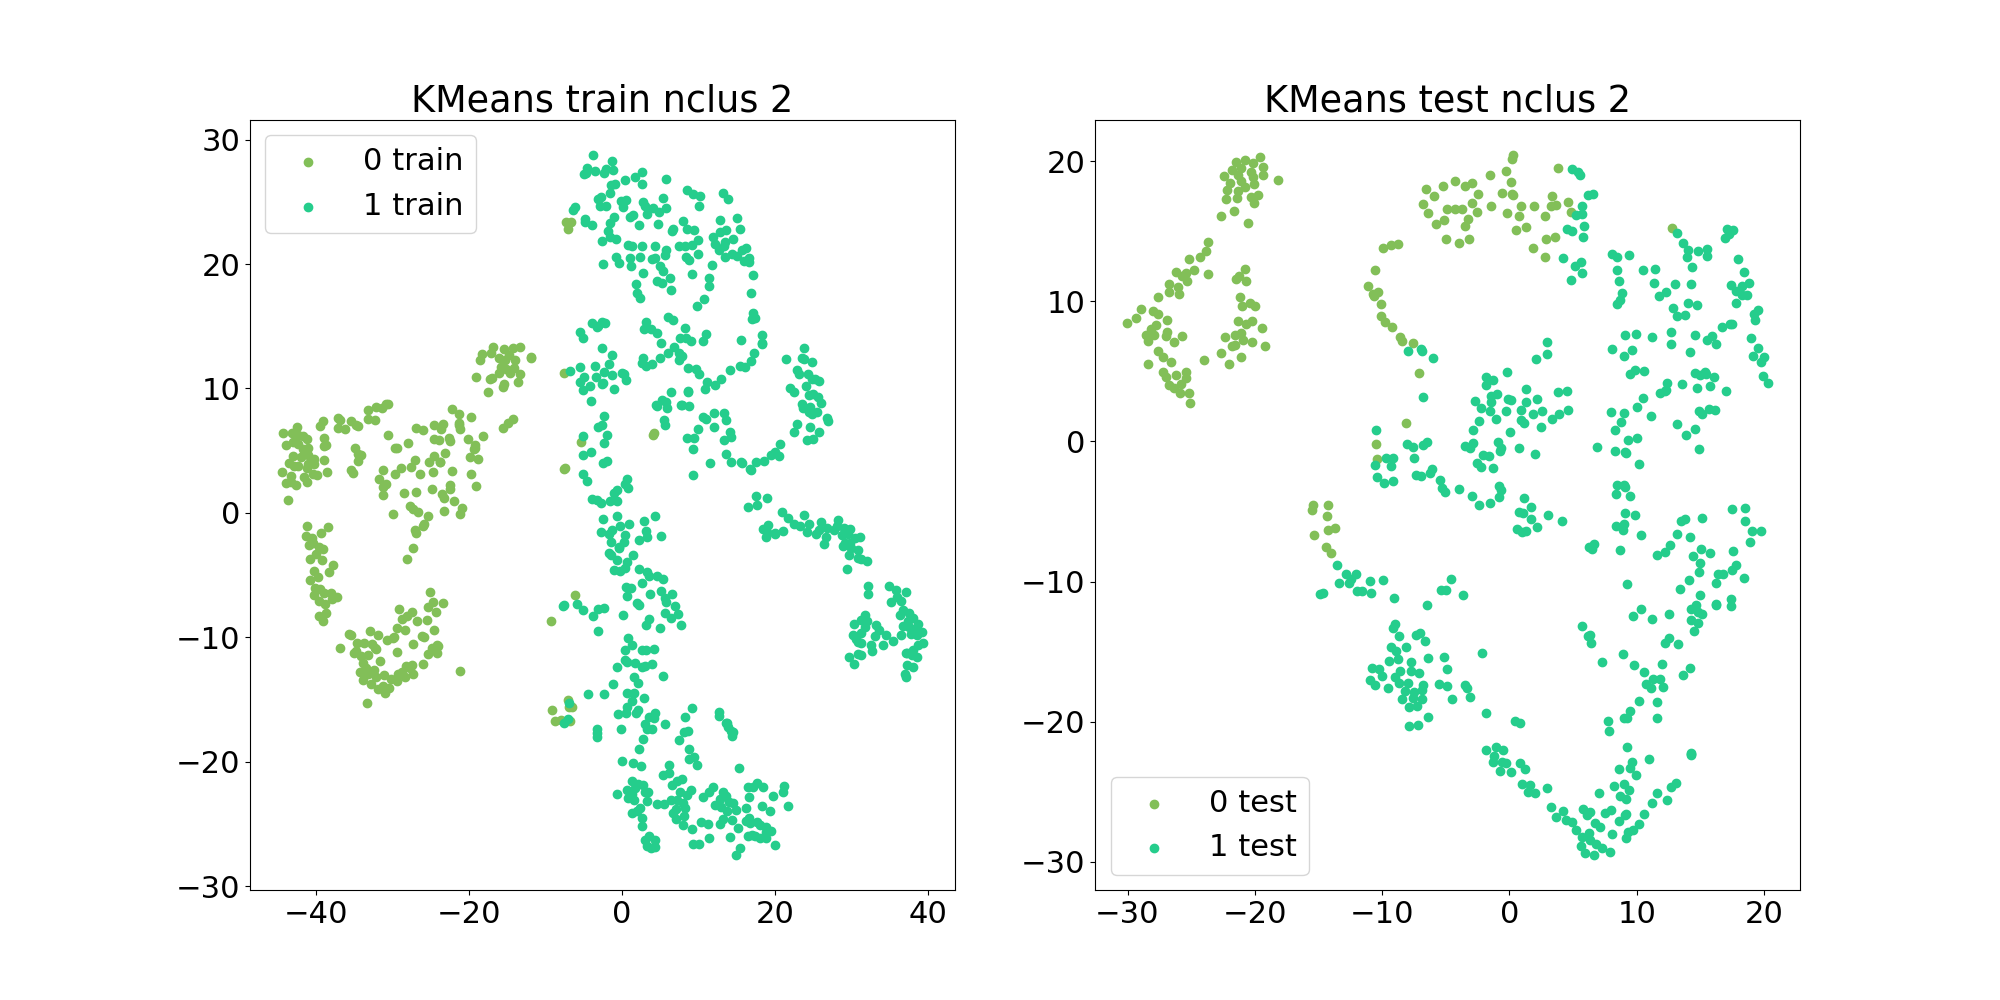 KMeans train nclus 2
0 train
1 train
30
20
10
0
−10
−20
−30
−40 −20 0 20 40
KMeans test nclus 2
20
10
0
−10
−20
−30
0 test
1 test
−30 −20 −10 0 10 20